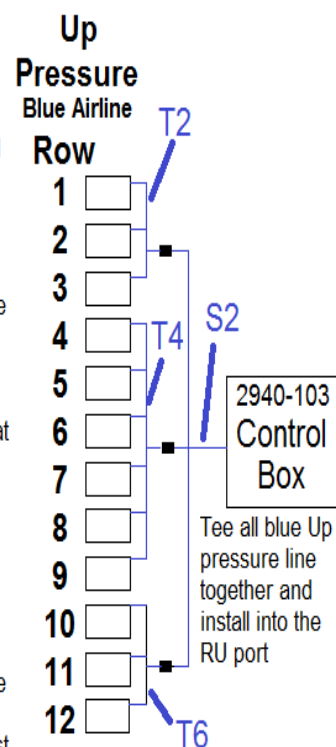 Up
Pressure
Blue Airline
T2
Row
1
2
3
4
T4
S2
5
6
7
8
9
10
11
12
T6
2940-103
Control
Box
Tee all blue Up
pressure line
together and
install into the
RU port